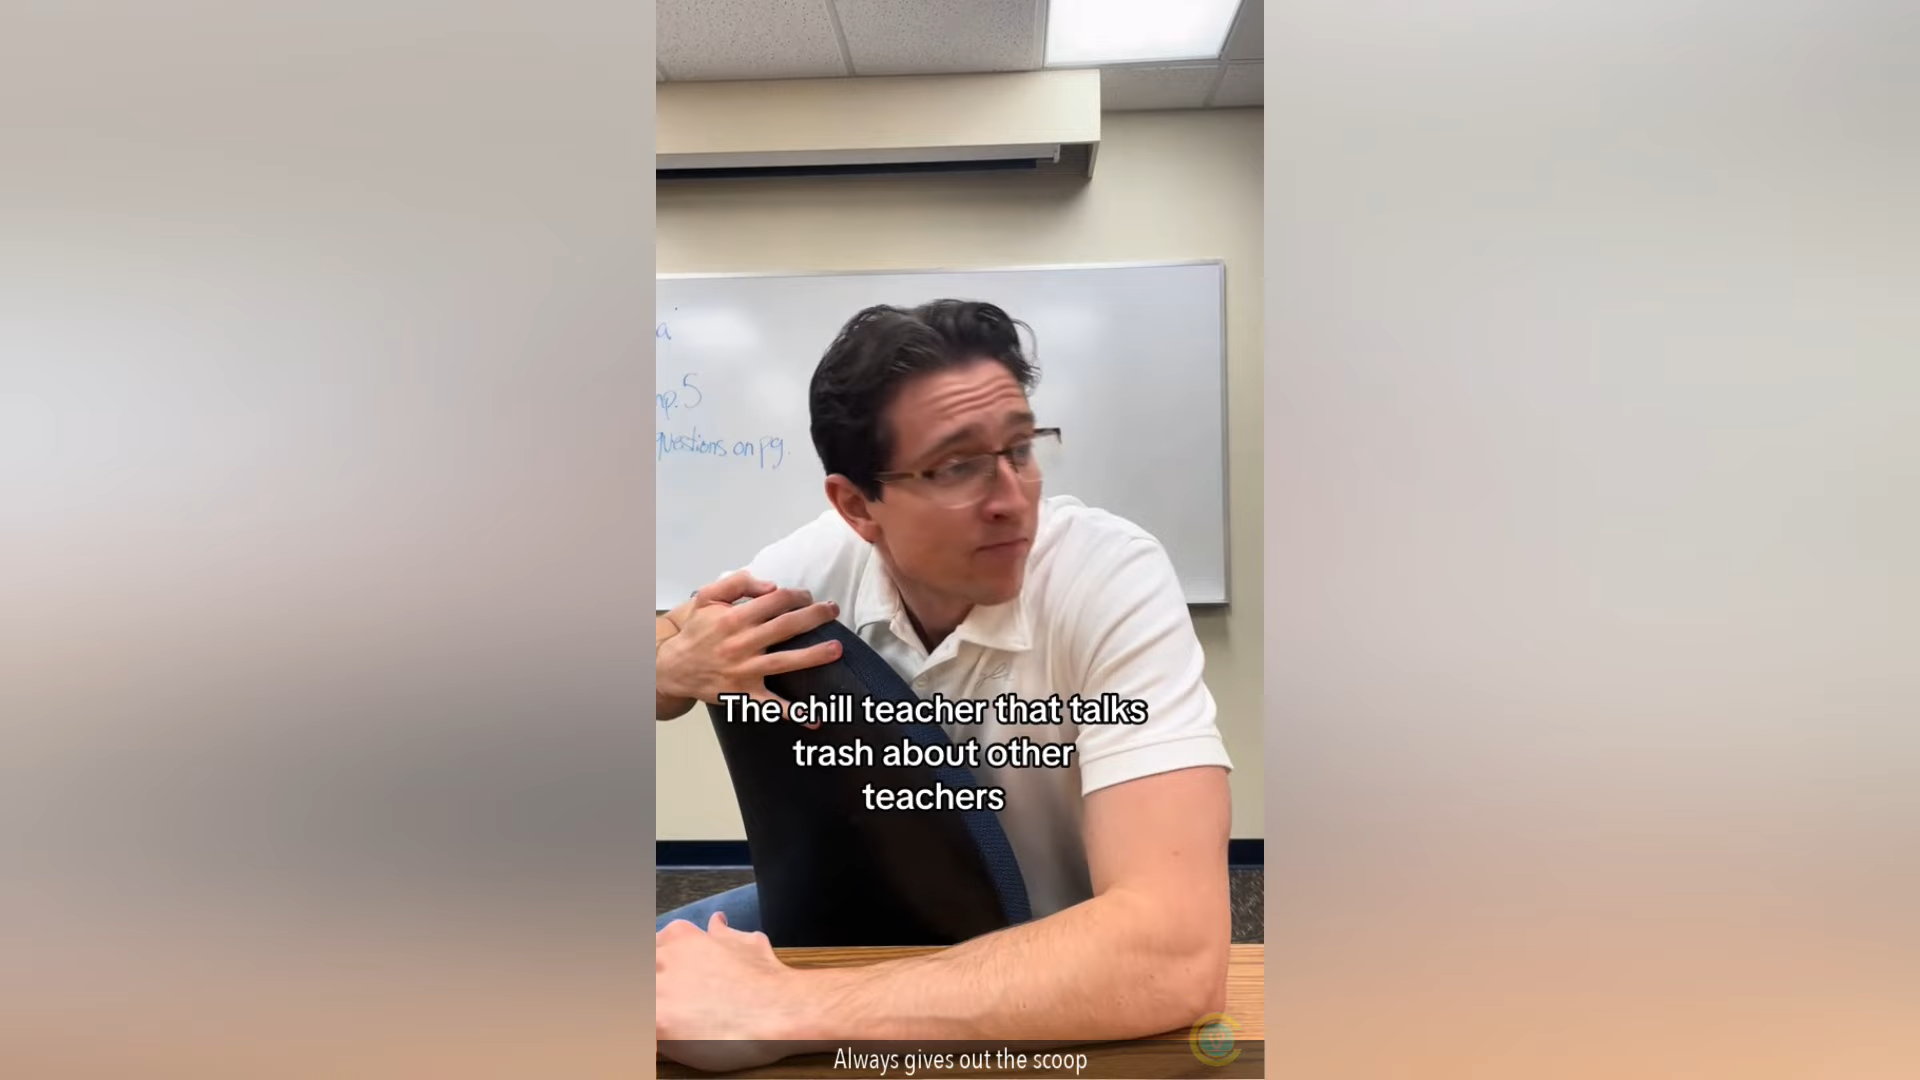 a
p. 5
questions on pg.
The chill teacher that talks
trash about other
teachers
Always gives out the scoop